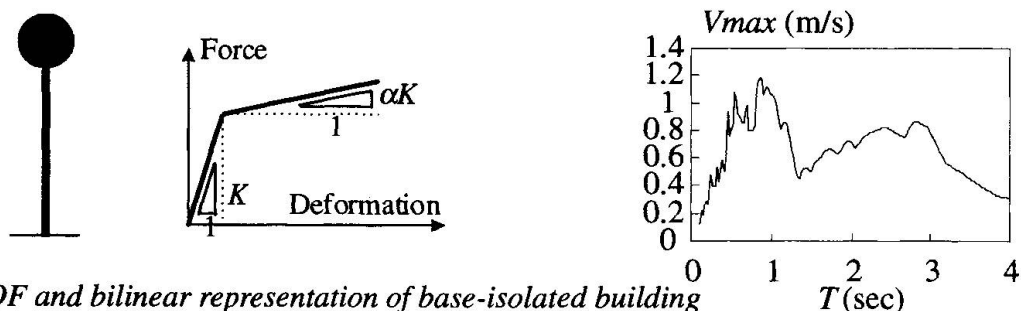 Force
αK
1
K
1
Deformation
Vmax (m/s)
1.4
1.2
1
0.8
0.6
0.4
0.2
0
0 1 2 3 4
T (sec)
and bilinear representation of base-isolated building